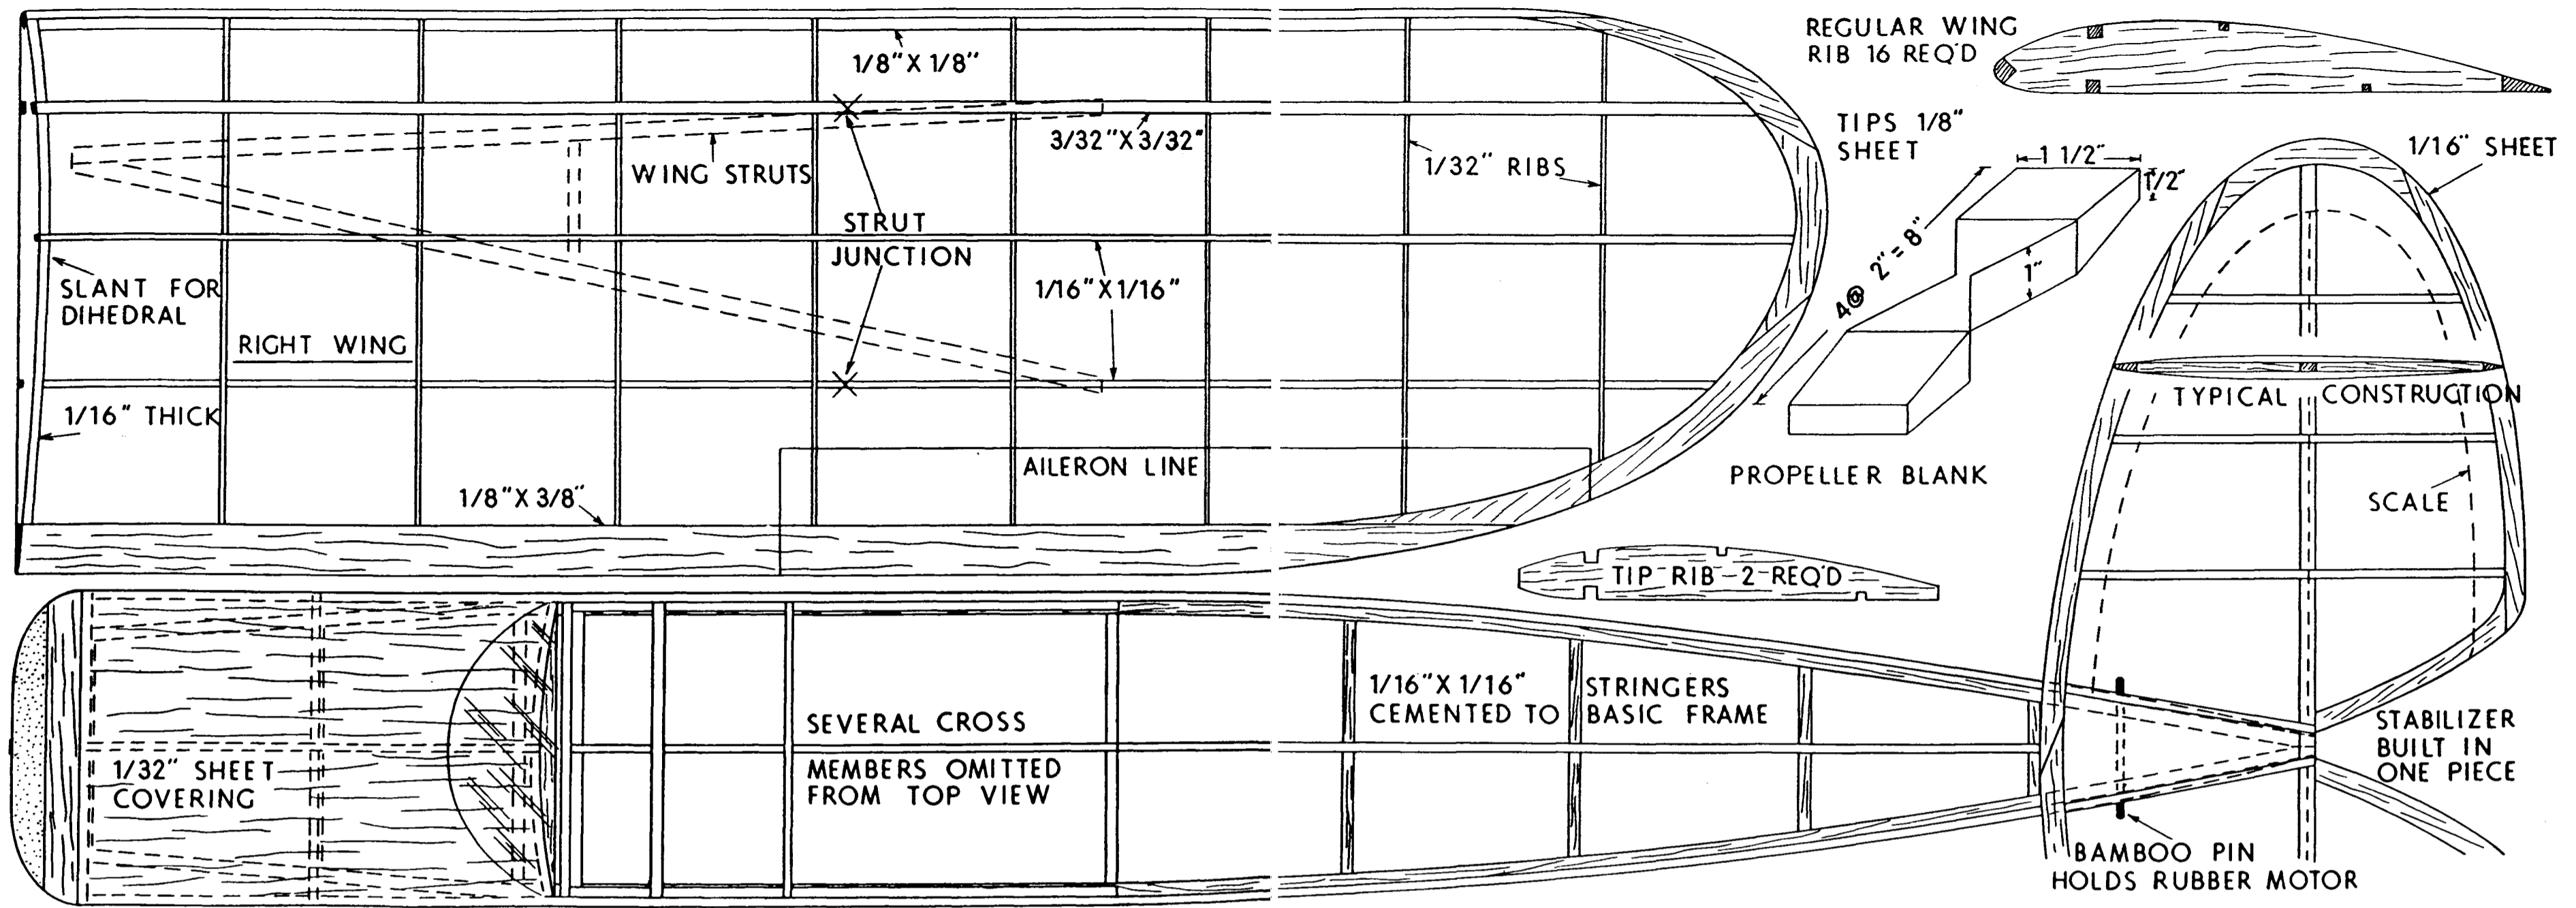 1/8" X 1/8"
3/32" X 3/32"
WING STRUTS
STRUT
JUNCTION
1/16" X 1/16"
SLANT FOR
DIHEDRAL
RIGHT WING
1/16" THICK
1/8" X 3/8"
AILERON LINE
1/32" RIBS
REGULAR WING
RIB 16 REQ'D
TIPS 1/8"
SHEET
1 1/2"
1/2"
4@ 2" = 8"
1"
PROPELLER BLANK
1/16" SHEET
TYPICAL CONSTRUCTION
SCALE
TIP RIB-2 REQ'D
1/32" SHEET
COVERING
SEVERAL CROSS
MEMBERS OMITTED
FROM TOP VIEW
1/16" X 1/16" STRINGERS
CEMENTED TO BASIC FRAME
STABILIZER
BUILT IN
ONE PIECE
BAMBOO PIN
HOLDS RUBBER MOTOR